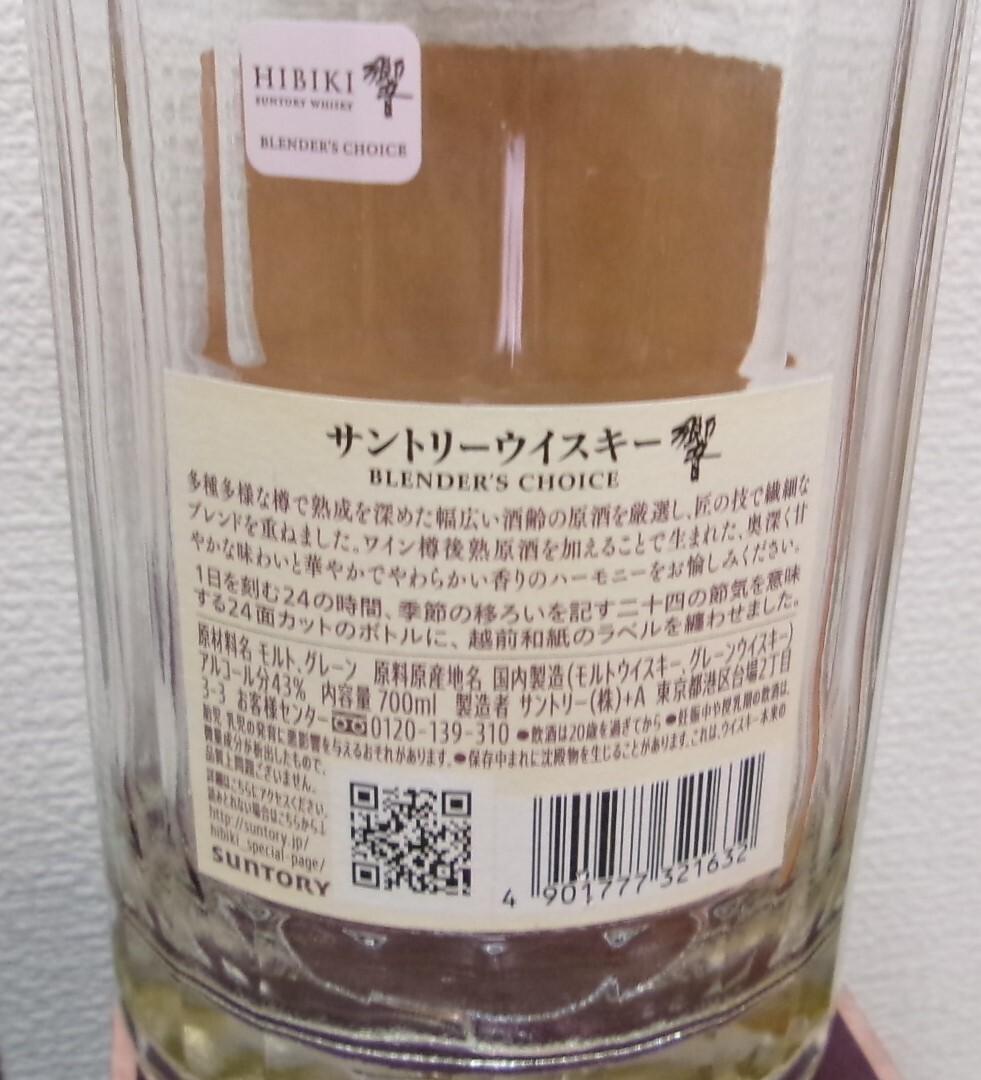 HIBIKI 響
SUNTORY WHISKY
BLENDER'S CHOICE
サントリーウイスキー 響
BLENDER'S CHOICE
多種多様な樽で熟成を深めた幅広い酒齢の原酒を厳選し、匠の技で繊細な
ブレンドを重ねました。ワイン樽後熟原酒を加えることで生まれた、奥深く甘
やかな味わいと華やかでやわらかい香りのハーモニーをお愉しみください。
1日を刻む24の時間、季節の移ろいを記す二十四の節気を意味
する24面カットのボトルに、越前和紙のラベルを纏わせました。
原材料名 モルト、グレーン 原料原産地名 国内製造(モルトウイスキー、グレーンウイスキー)
アルコール分43% 内容量 700ml 製造者 サントリー(株)+A 東京都港区台場2丁目
3-3 お客様センター 0120-139-310 ●飲酒は20歳を過ぎてから ●妊娠中や授乳期の飲酒は、
胎児・乳児の発育に悪影響を与えるおそれがあります。 ●保存中まれに沈殿物を生じることがあります。これは、ウイスキー本来の
微量成分が析出したもので、
品質上問題ございません。
詳細はこちらにアクセスください。
読みとれない場合はこちらから↓
http://suntory.jp/
hibiki_special-page/
SUNTORY
4 901777 321632